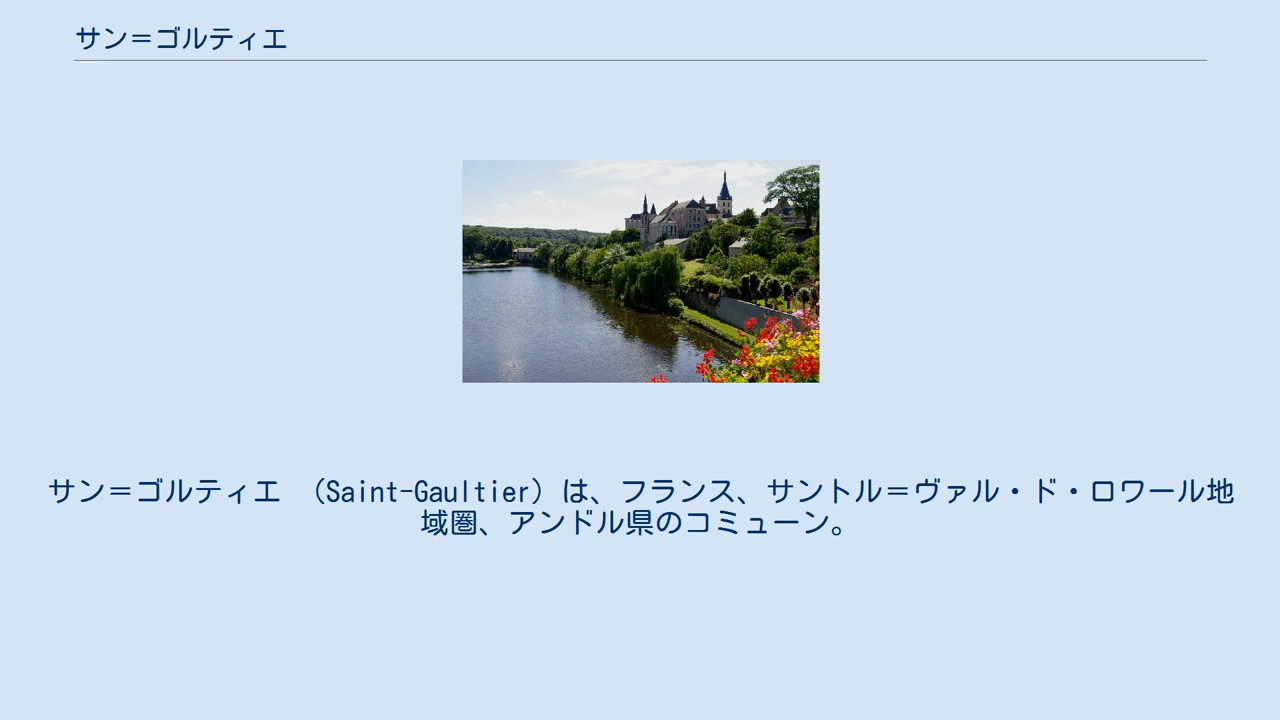 サン＝ゴルティエ
サン＝ゴルティエ （Saint-Gaultier）は、フランス、サントル＝ヴァル・ド・ロワール地
域圏、アンドル県のコミューン。